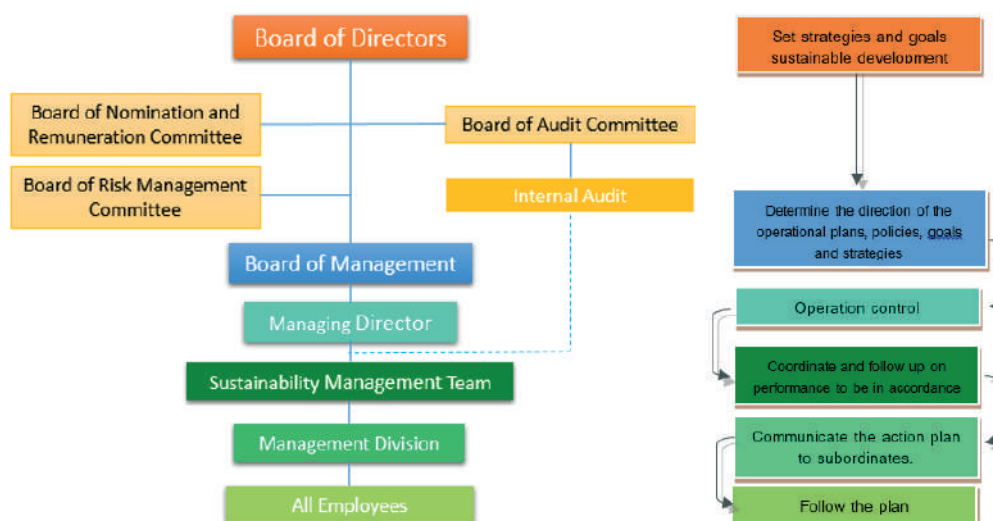 Board of Directors
Board of Nomination and
Remuneration Committee
Board of Audit Committee
Board of Risk Management
Committee
Internal Audit
Board of Management
Managing Director
Sustainability Management Team
Management Division
All Employees
Set strategies and goals
sustainable development
Determine the direction of the
operational plans, policies, goals
and strategies
Operation control
Coordinate and follow up on
performance to be in accordance
Communicate the action plan
to subordinates.
Follow the plan